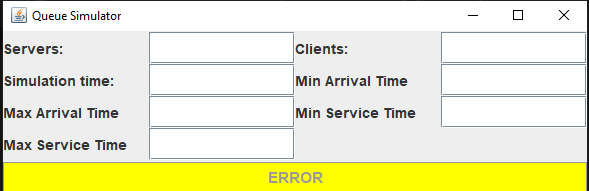 Queue Simulator
Servers: Clients:
Simulation time: Min Arrival Time
Max Arrival Time Min Service Time
Max Service Time
ERROR